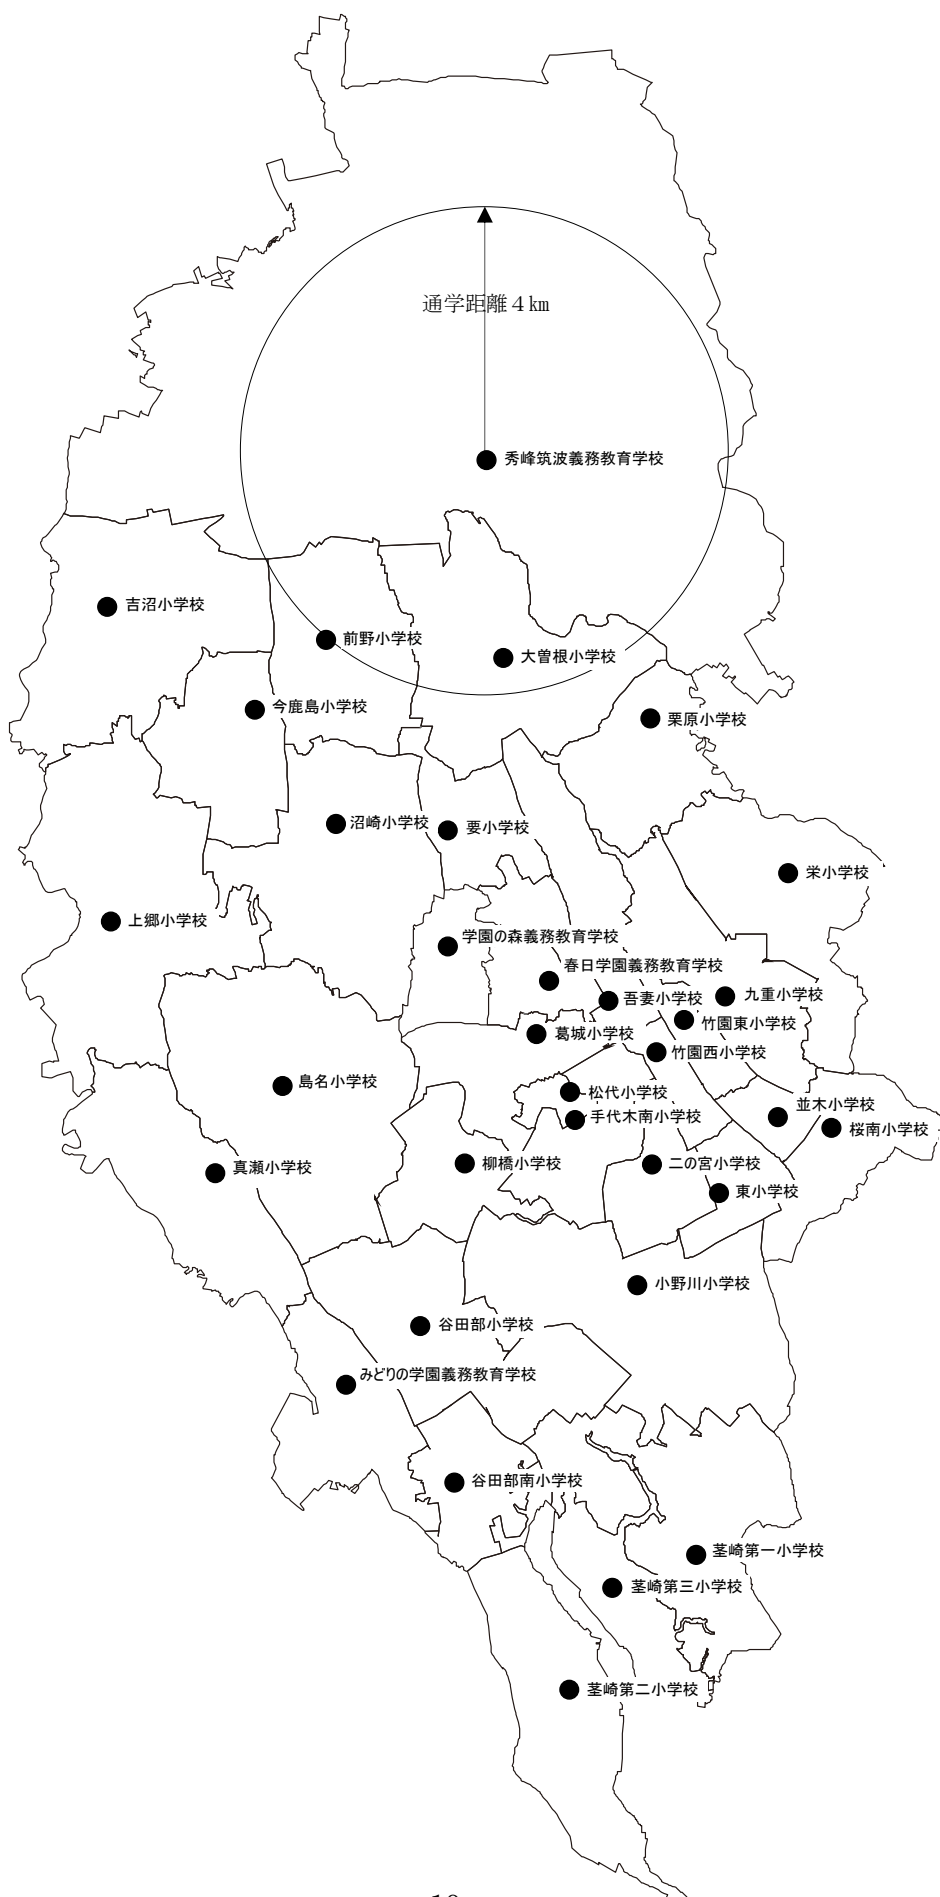 通学距離４㎞
秀峰筑波義務教育学校
吉沼小学校
前野小学校
大曽根小学校
今鹿島小学校
栗原小学校
沼崎小学校
要小学校
栄小学校
上郷小学校
学園の森義務教育学校
春日学園義務教育学校
吾妻小学校
九重小学校
竹園東小学校
葛城小学校
竹園西小学校
島名小学校
松代小学校
並木小学校
手代木南小学校
桜南小学校
柳橋小学校
二の宮小学校
真瀬小学校
東小学校
小野川小学校
谷田部小学校
みどりの学園義務教育学校
谷田部南小学校
茎崎第一小学校
茎崎第三小学校
茎崎第二小学校